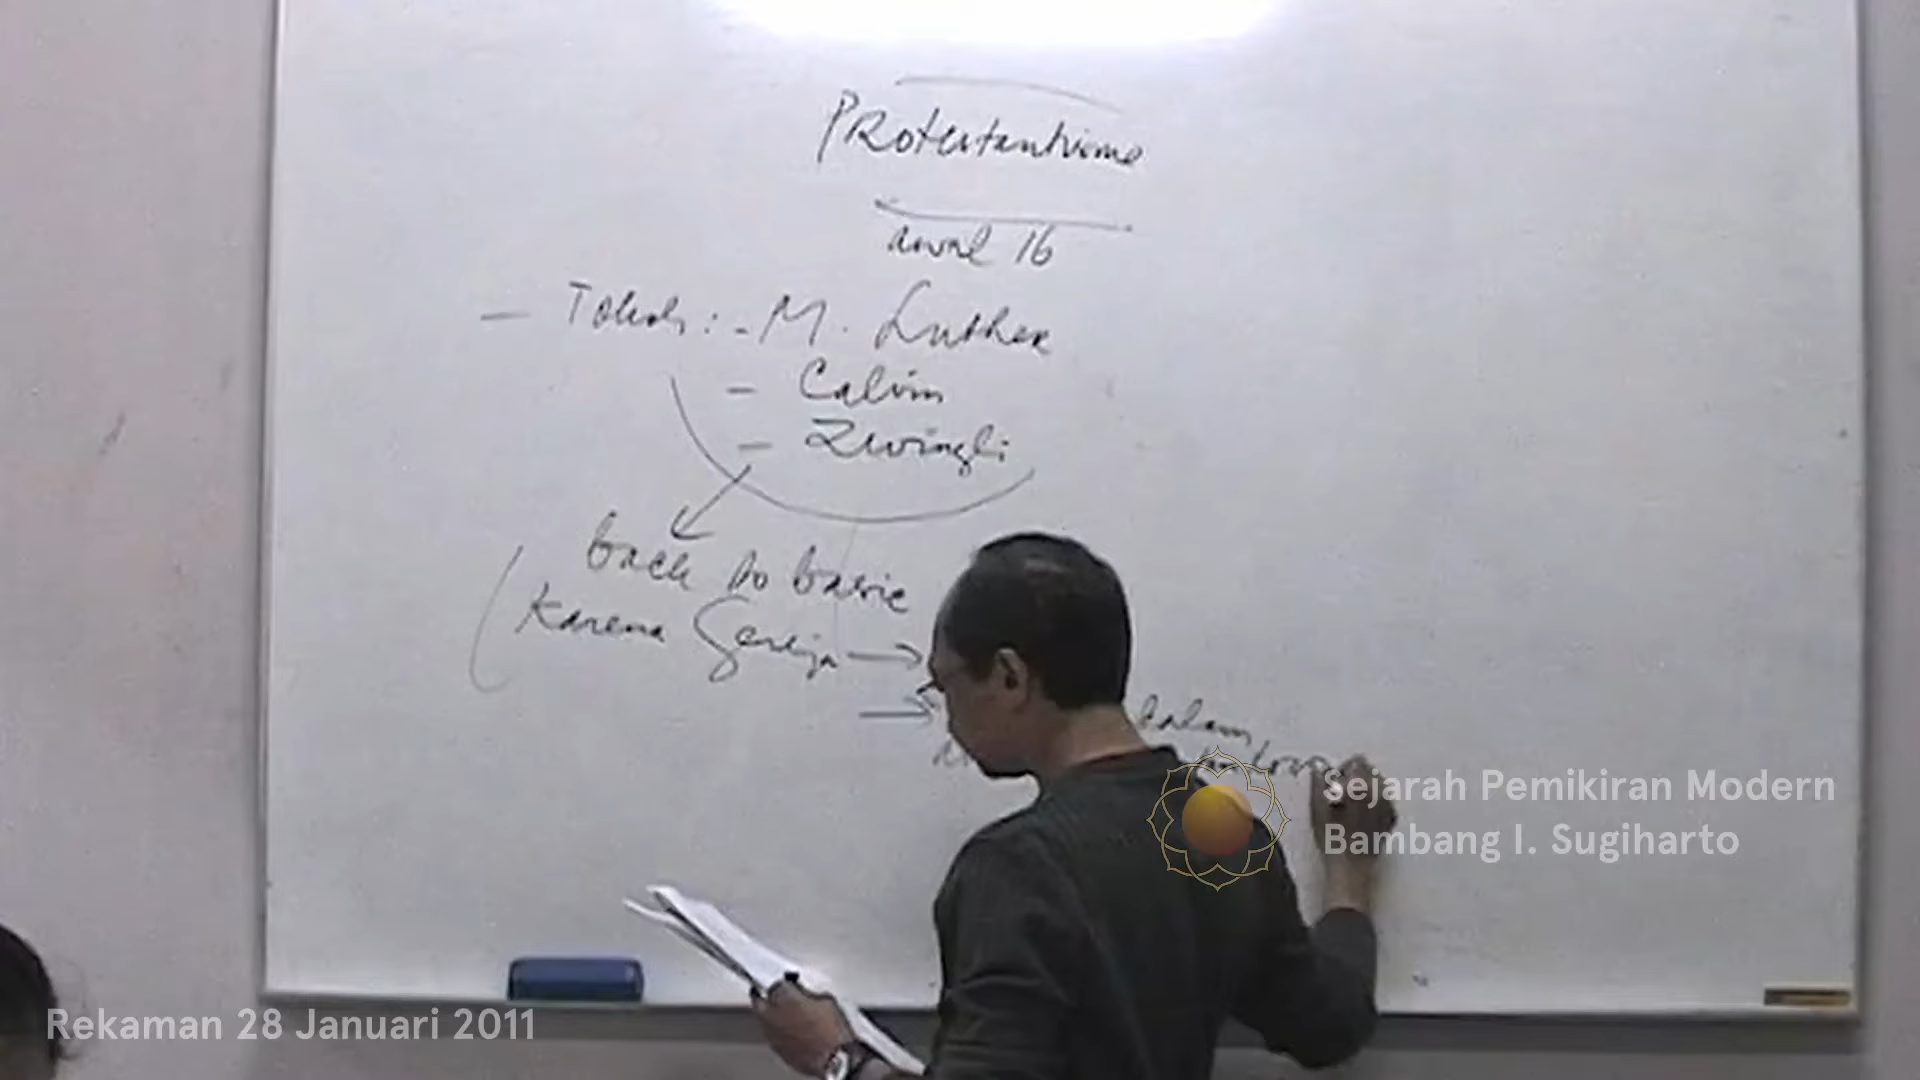 PROtestantisme
awal 16
- Tokoh : - M. Luther
- Calvin
- Zwingli
back to basic
(Karena Gereja →
→ dalam
Sejarah Pemikiran Modern
Bambang I. Sugiharto
Rekaman 28 Januari 2011